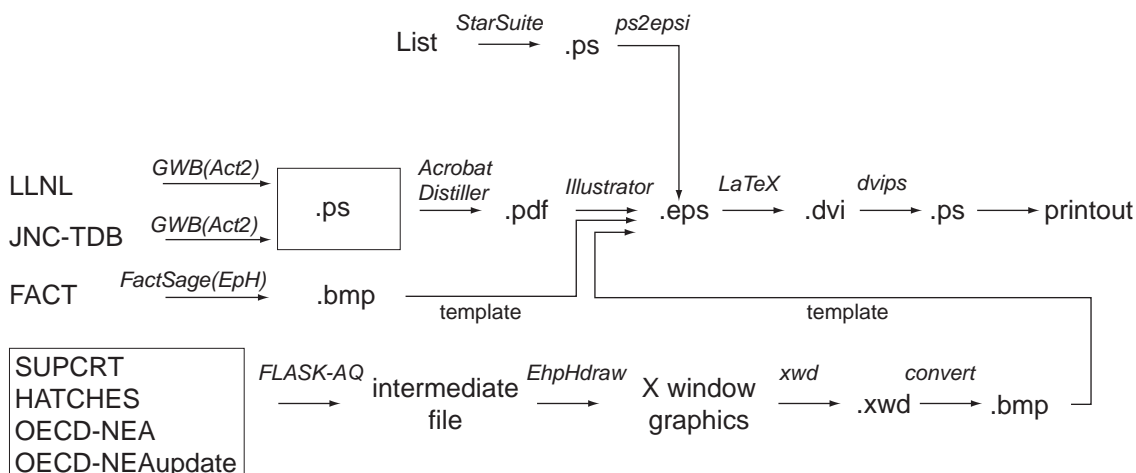 StarSuite
ps2epsi
List
.ps
GWB(Act2)
LLNL
Acrobat
Distiller
Illustrator
LaTeX
dvips
.ps
.pdf
.eps
.dvi
.ps
printout
JNC-TDB
GWB(Act2)
FACT
FactSage(EpH)
.bmp
template
template
SUPCRT
HATCHES
OECD-NEA
OECD-NEAupdate
FLASK-AQ
intermediate
file
EhpHdraw
X window
graphics
xwd
.xwd
convert
.bmp